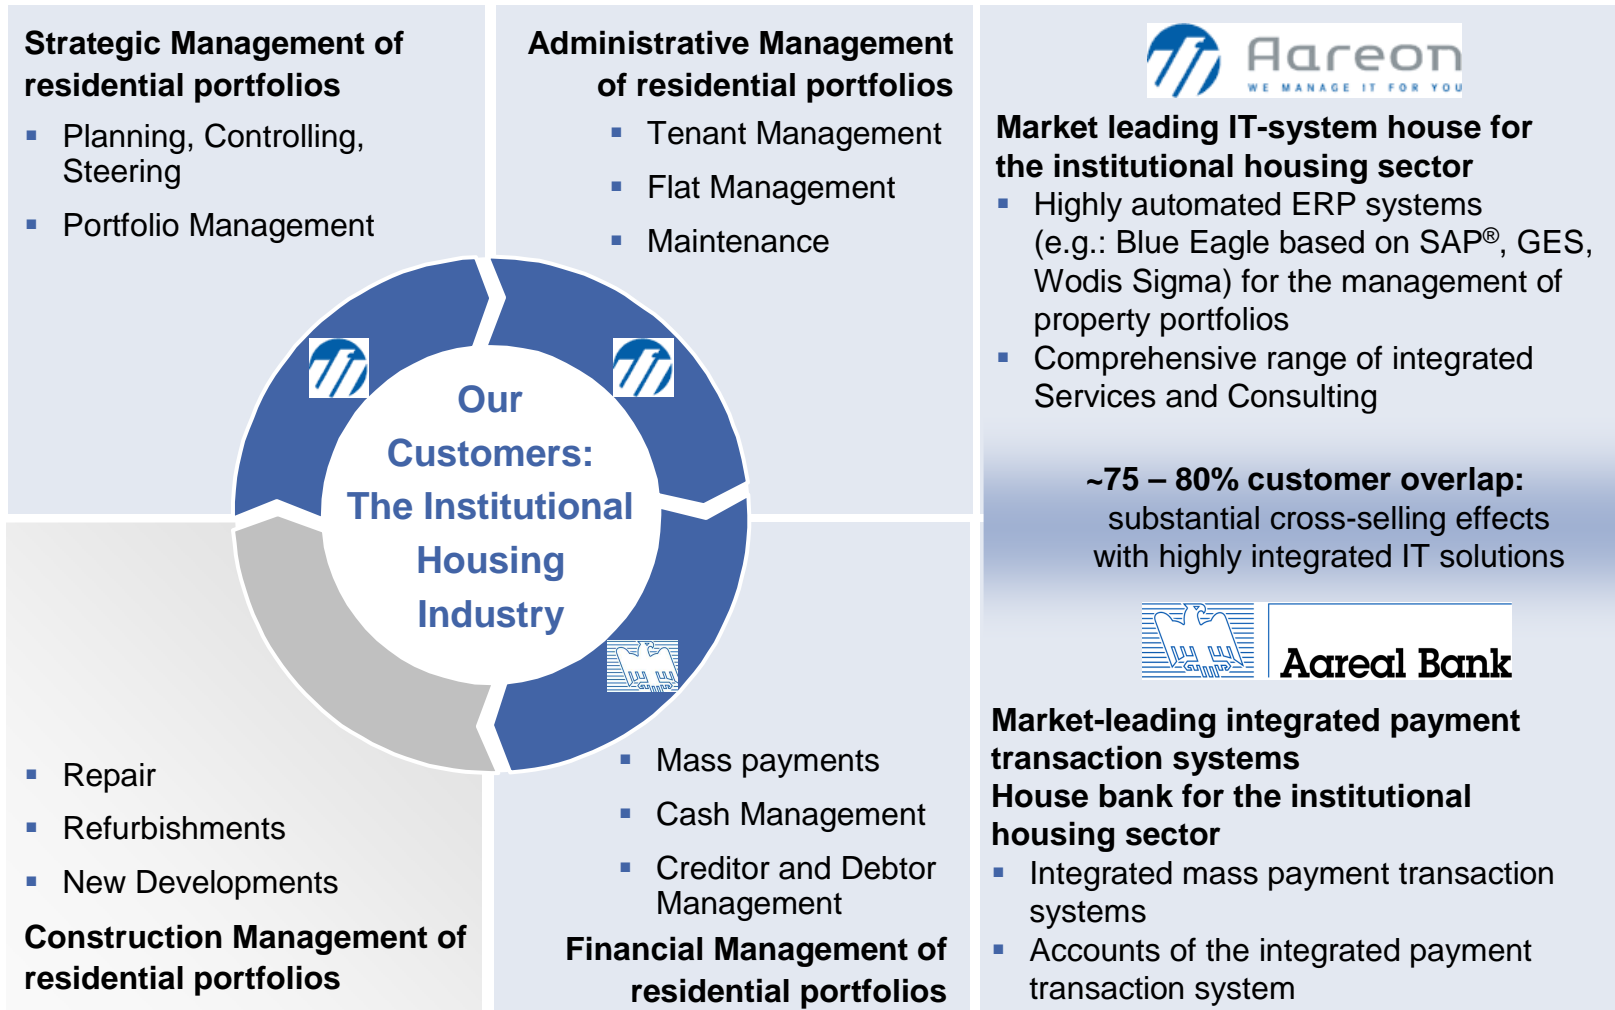 Strategic Management of
residential portfolios
▪ Planning, Controlling,
Steering
▪ Portfolio Management
Administrative Management
of residential portfolios
▪ Tenant Management
▪ Flat Management
▪ Maintenance
Our
Customers:
The Institutional
Housing
Industry
▪ Repair
▪ Refurbishments
▪ New Developments
Construction Management of
residential portfolios
▪ Mass payments
▪ Cash Management
▪ Creditor and Debtor
Management
Financial Management of
residential portfolios
Aareon
WE MANAGE IT FOR YOU
Market leading IT-system house for
the institutional housing sector
▪ Highly automated ERP systems
(e.g.: Blue Eagle based on SAP®, GES,
Wodis Sigma) for the management of
property portfolios
▪ Comprehensive range of integrated
Services and Consulting
~75 – 80% customer overlap:
substantial cross-selling effects
with highly integrated IT solutions
Aareal Bank
Market-leading integrated payment
transaction systems
House bank for the institutional
housing sector
▪ Integrated mass payment transaction
systems
▪ Accounts of the integrated payment
transaction system